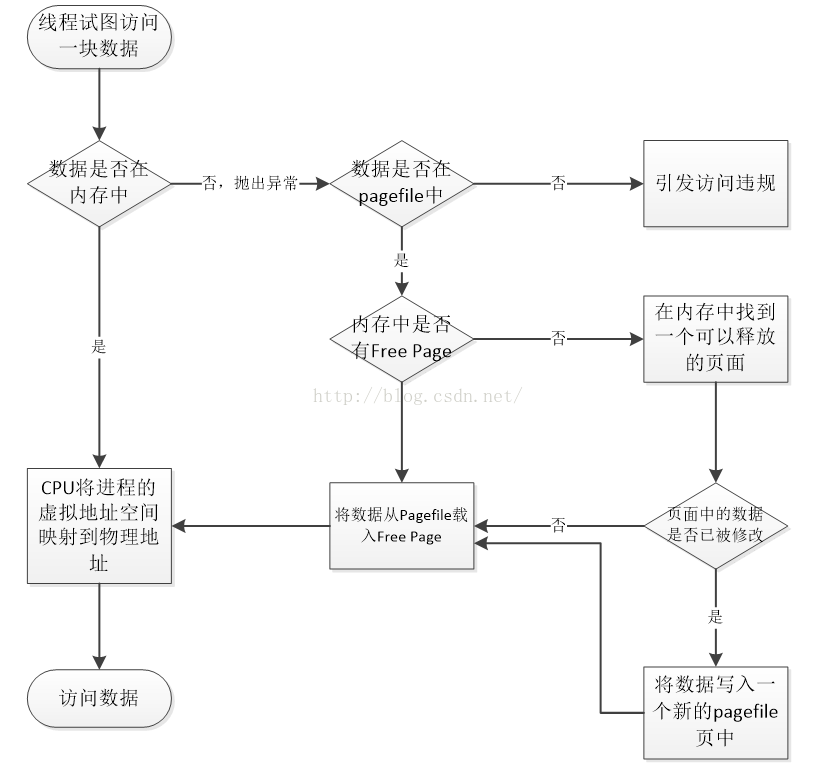 线程试图访问
一块数据
数据是否在
内存中
否，抛出异常
数据是否在
pagefile中
否
引发访问违规
是
内存中是否
有Free Page
否
在内存中找到
一个可以释放
的页面
是
http://blog.csdn.net/
CPU将进程的
虚拟地址空间
映射到物理地
址
将数据从Pagefile载
入Free Page
否
页面中的数据
是否已被修改
是
访问数据
将数据写入一
个新的pagefile
页中